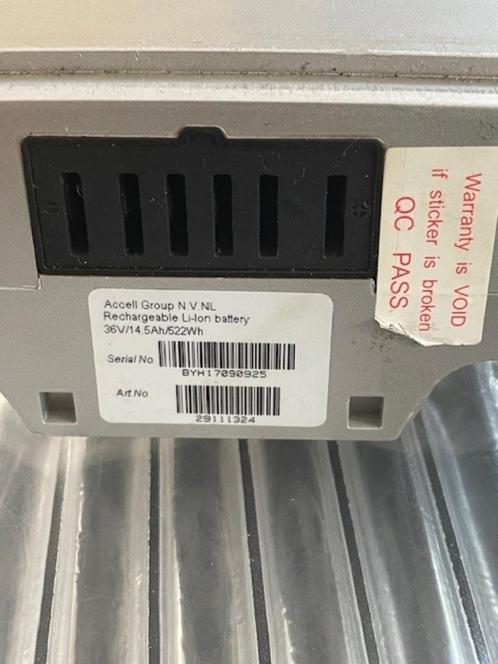 Accell Group N.V. NL
Rechargeable Li-Ion battery
36V/14.5Ah/522Wh
Serial No.
BYH17090925
Art No
29111324
Warranty is VOID
if sticker is broken
QC PASS